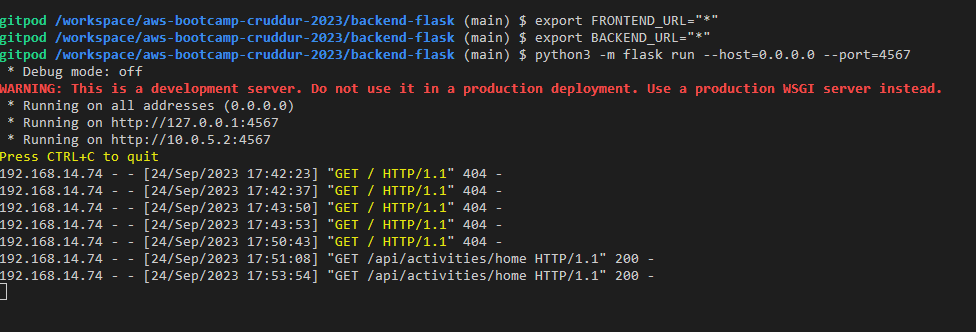 gitpod /workspace/aws-bootcamp-cruddur-2023/backend-flask (main) $ export FRONTEND_URL="*"
gitpod /workspace/aws-bootcamp-cruddur-2023/backend-flask (main) $ export BACKEND_URL="*"
gitpod /workspace/aws-bootcamp-cruddur-2023/backend-flask (main) $ python3 -m flask run --host=0.0.0.0 --port=4567
 * Debug mode: off
WARNING: This is a development server. Do not use it in a production deployment. Use a production WSGI server instead.
 * Running on all addresses (0.0.0.0)
 * Running on http://127.0.0.1:4567
 * Running on http://10.0.5.2:4567
Press CTRL+C to quit
192.168.14.74 - - [24/Sep/2023 17:42:23] "GET / HTTP/1.1" 404 -
192.168.14.74 - - [24/Sep/2023 17:42:37] "GET / HTTP/1.1" 404 -
192.168.14.74 - - [24/Sep/2023 17:43:50] "GET / HTTP/1.1" 404 -
192.168.14.74 - - [24/Sep/2023 17:43:53] "GET / HTTP/1.1" 404 -
192.168.14.74 - - [24/Sep/2023 17:50:43] "GET / HTTP/1.1" 404 -
192.168.14.74 - - [24/Sep/2023 17:51:08] "GET /api/activities/home HTTP/1.1" 200 -
192.168.14.74 - - [24/Sep/2023 17:53:54] "GET /api/activities/home HTTP/1.1" 200 -